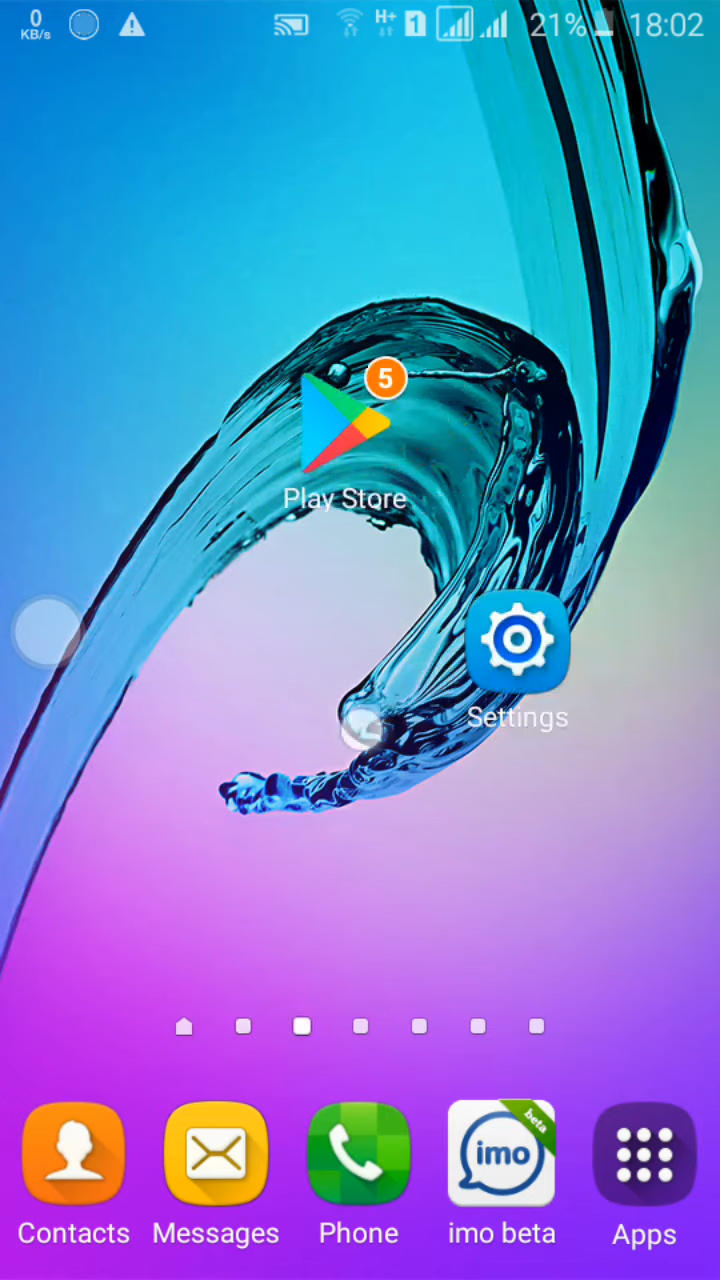 0
KB/s
H+
1
21%
18:02
5
Play Store
Settings
beta
imo
Contacts
Messages
Phone
imo beta
Apps